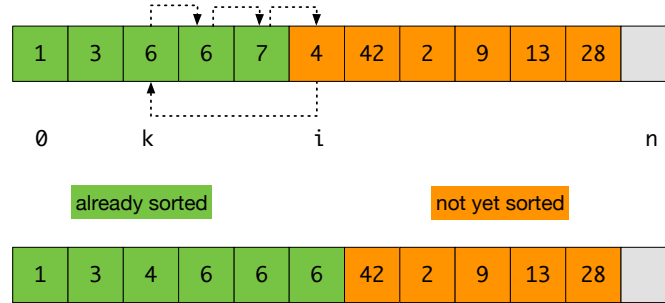 1 3 6 6 7 4 42 2 9 13 28
0 k i n
already sorted not yet sorted
1 3 4 6 6 6 42 2 9 13 28